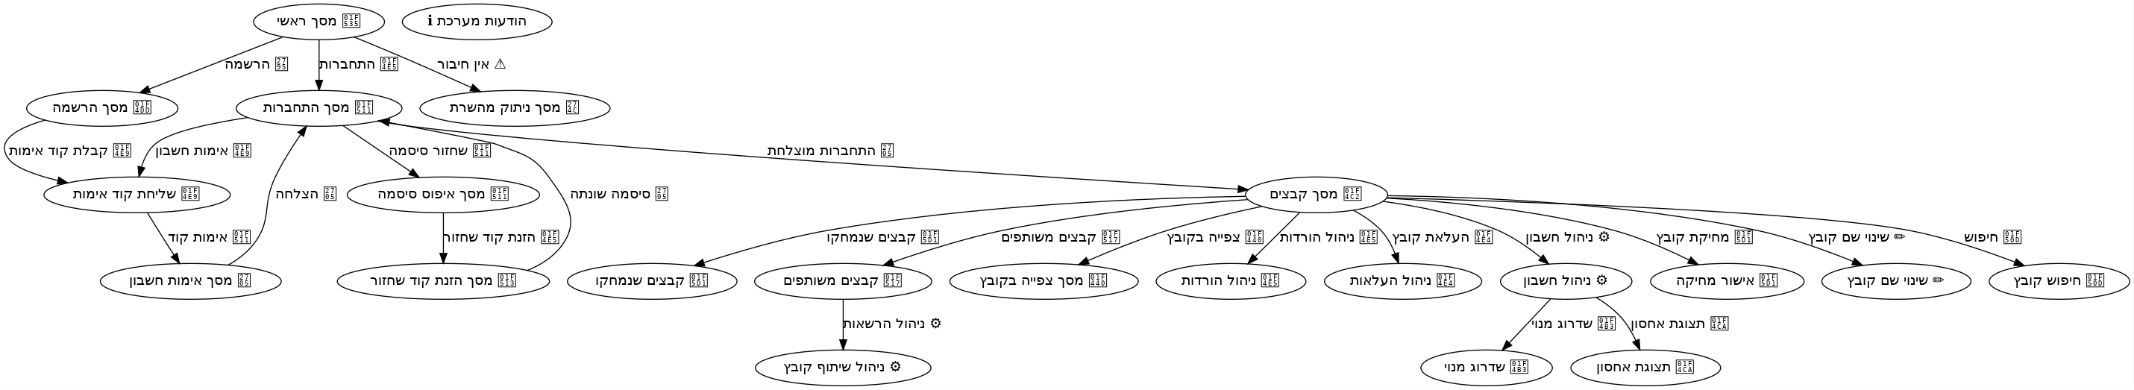 מסך ראשי
הודעות מערכת ℹ
הרשמה
התחברות
אין חיבור ⚠
מסך הרשמה
מסך התחברות
מסך ניתוק מהשרת
קבלת קוד אימות
אימות חשבון
שחזור סיסמה
התחברות מוצלחת
שליחת קוד אימות
הצלחה
מסך איפוס סיסמה
סיסמה שונתה
מסך קבצים
אימות קוד
הזנת קוד שחזור
קבצים שנמחקו
קבצים משותפים
צפייה בקובץ
ניהול הורדות
העלאת קובץ
ניהול חשבון ⚙
מחיקת קובץ
שינוי שם קובץ ✏
חיפוש
מסך אימות חשבון
מסך הזנת קוד שחזור
קבצים שנמחקו
קבצים משותפים
מסך צפייה בקובץ
ניהול הורדות
ניהול העלאות
ניהול חשבון ⚙
אישור מחיקה
שינוי שם קובץ ✏
חיפוש קובץ
ניהול הרשאות ⚙
שדרוג מנוי
תצוגת אחסון
ניהול שיתוף קובץ ⚙
שדרוג מנוי
תצוגת אחסון